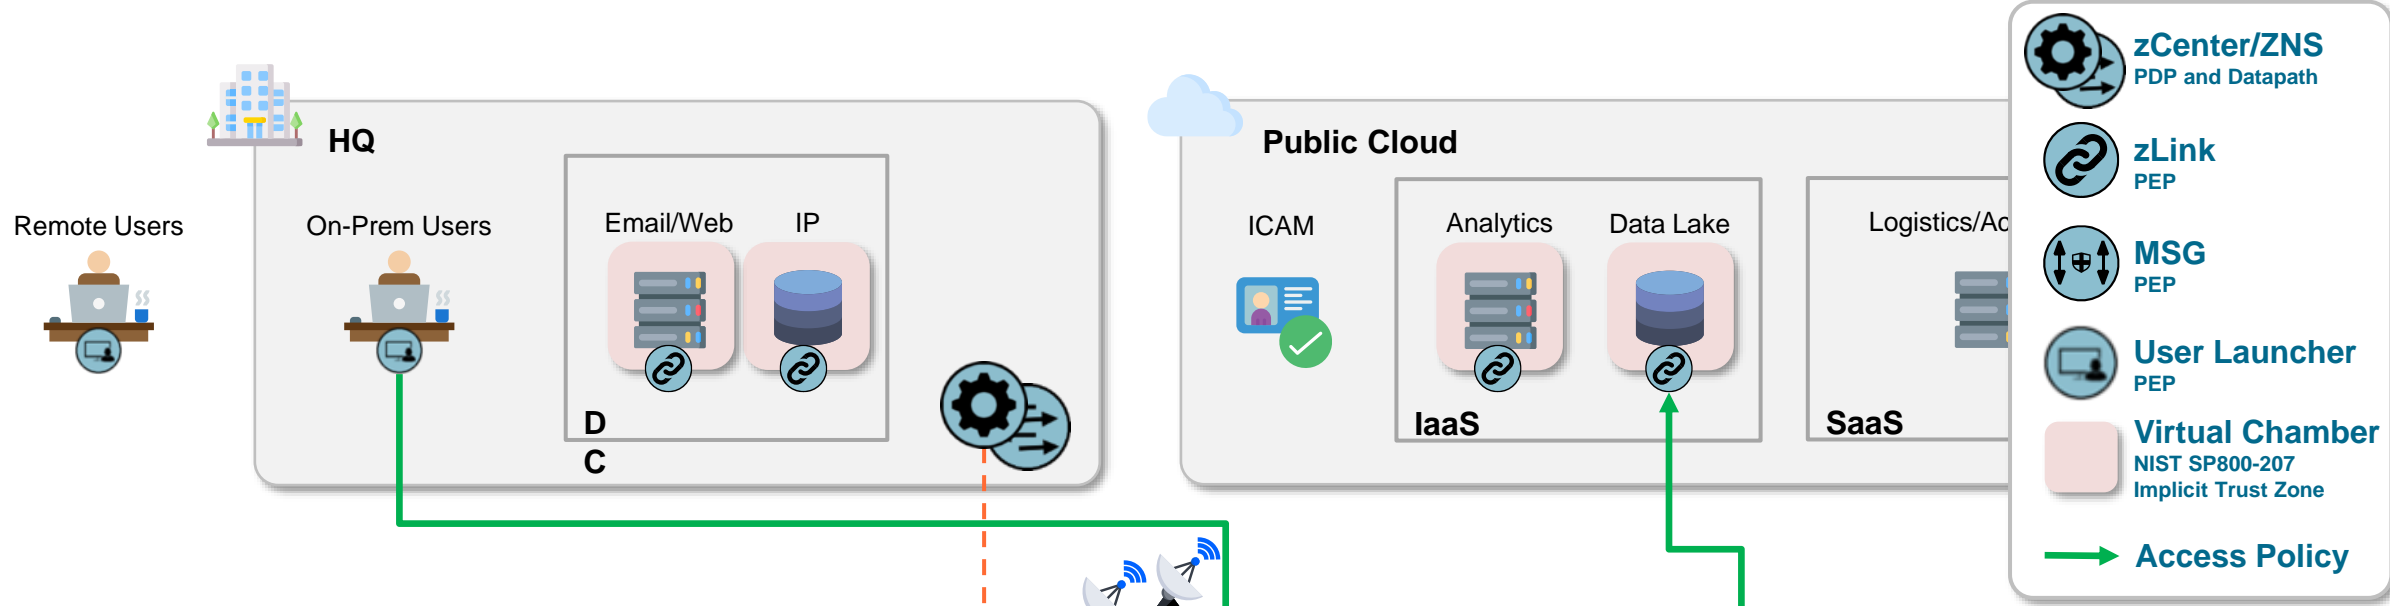 HQ
Public Cloud
Remote Users
On-Prem Users
Email/Web
IP
D
C
ICAM
Analytics
Data Lake
IaaS
Logistics/Ac
SaaS
zCenter/ZNS
PDP and Datapath
zLink
PEP
MSG
PEP
User Launcher
PEP
Virtual Chamber
NIST SP800-207
Implicit Trust Zone
Access Policy